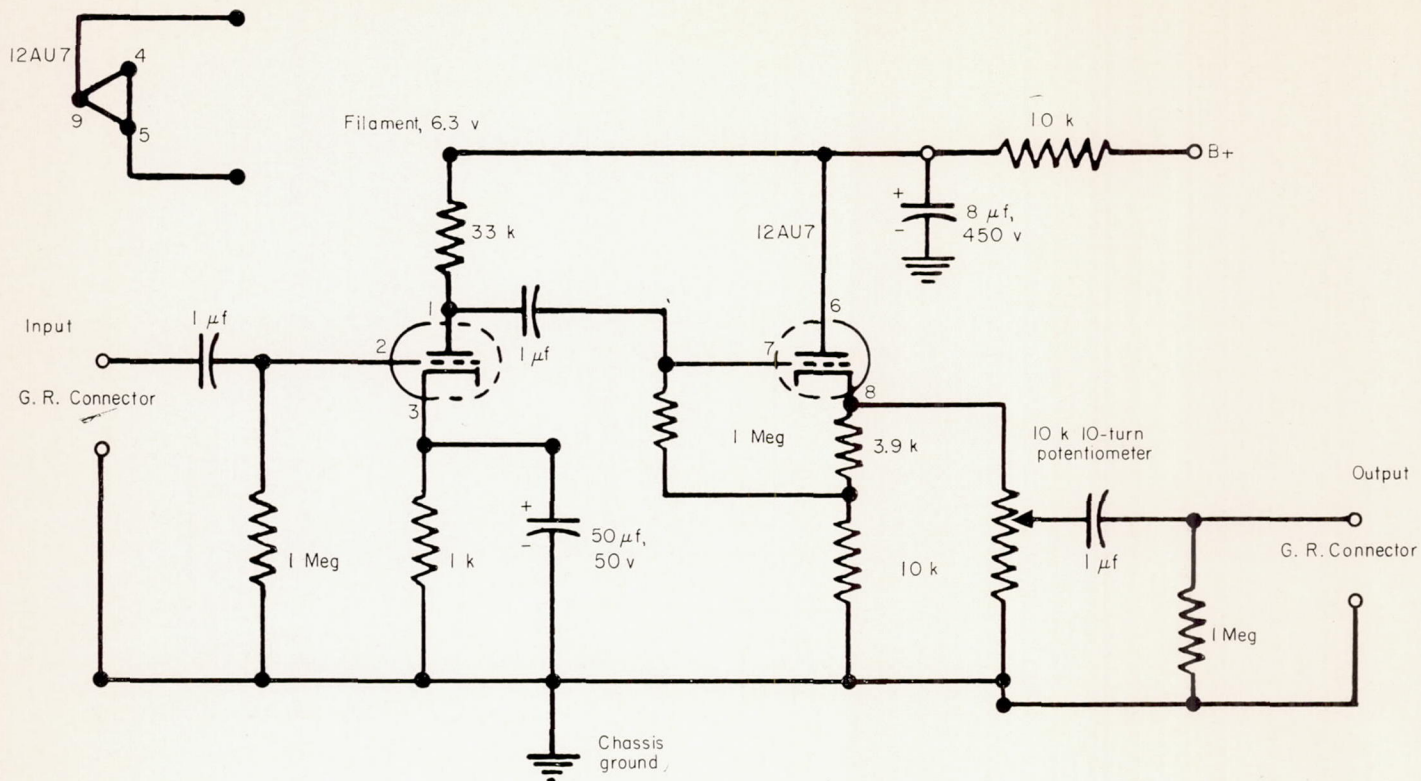 12AU7
4
9
5
Filament, 6.3 v
10 k
B+
+
8 μf,
-
450 v
33 k
12AU7
1
6
Input
1 μf
2
1 μf
7
G. R. Connector
3
8
1 Meg
3.9 k
10 k 10-turn
potentiometer
Output
+
50 μf,
-
50 v
1 Meg
1 k
10 k
1 μf
G. R. Connector
1 Meg
Chassis
ground